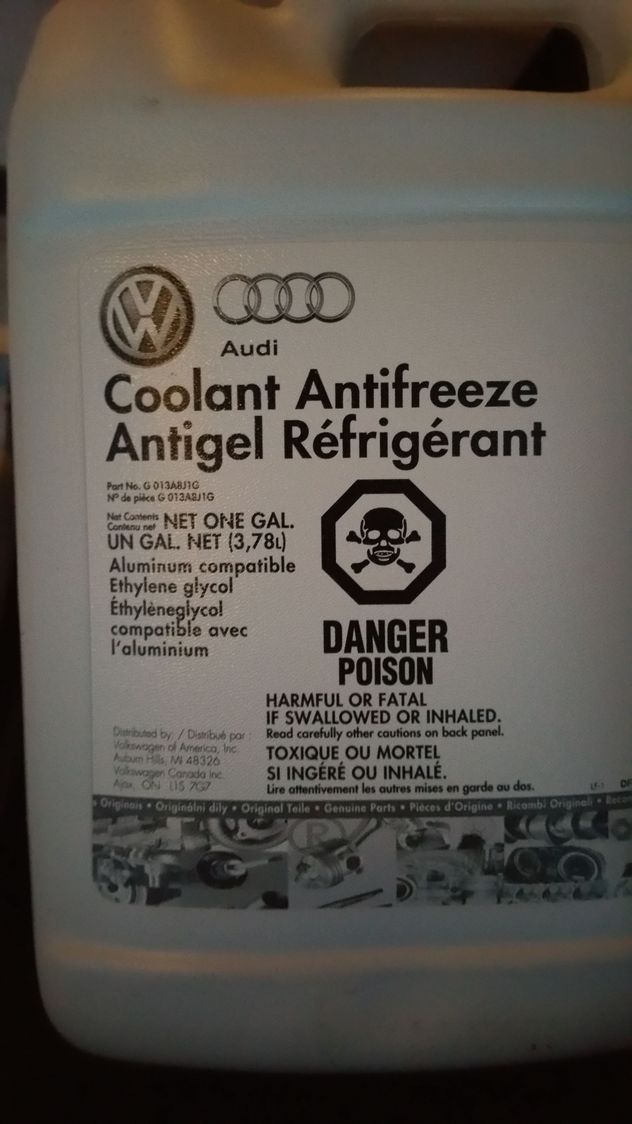 Audi
Coolant Antifreeze
Antigel Réfrigérant
Part No. G 013A8J1G
N° de pièce G 013A8J1G
Net Contents
Contenu net
NET ONE GAL.
UN GAL. NET (3,78L)
Aluminum compatible
Ethylene glycol
Éthylèneglycol
compatible avec
l'aluminium
DANGER
POISON
HARMFUL OR FATAL
IF SWALLOWED OR INHALED.
Read carefully other cautions on back panel.
TOXIQUE OU MORTEL
SI INGÉRÉ OU INHALÉ.
Lire attentivement les autres mises en garde au dos.
Distributed by: / Distribué par :
Volkswagen of America, Inc.
Auburn Hills, MI 48326
Volkswagen Canada Inc.
Ajax, ON L1S 7G7
Originais • Originální díly • Original Teile • Genuine Parts • Pièces d'Origine • Ricambi Originali •